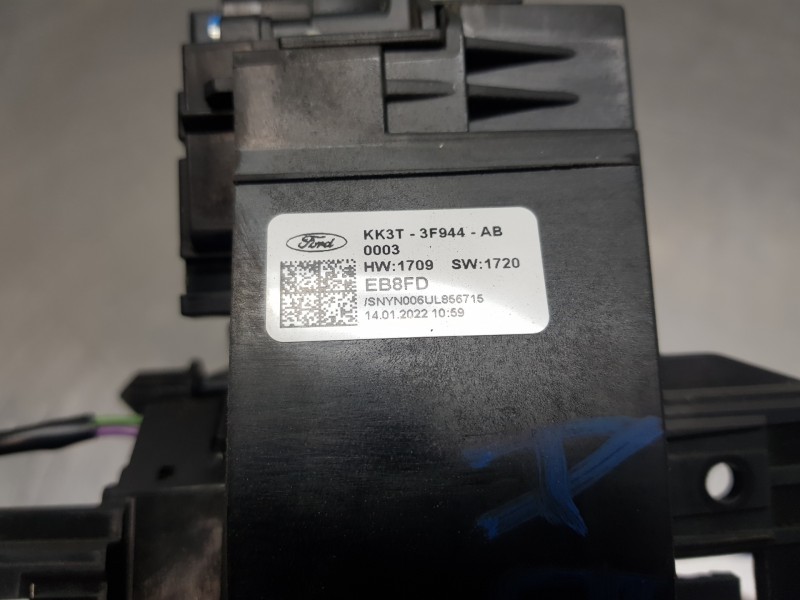 Ford
KK3T - 3F944 - AB
0003
HW:1709 SW:1720
EB8FD
/SNYN006UL856715
14.01.2022 10:59